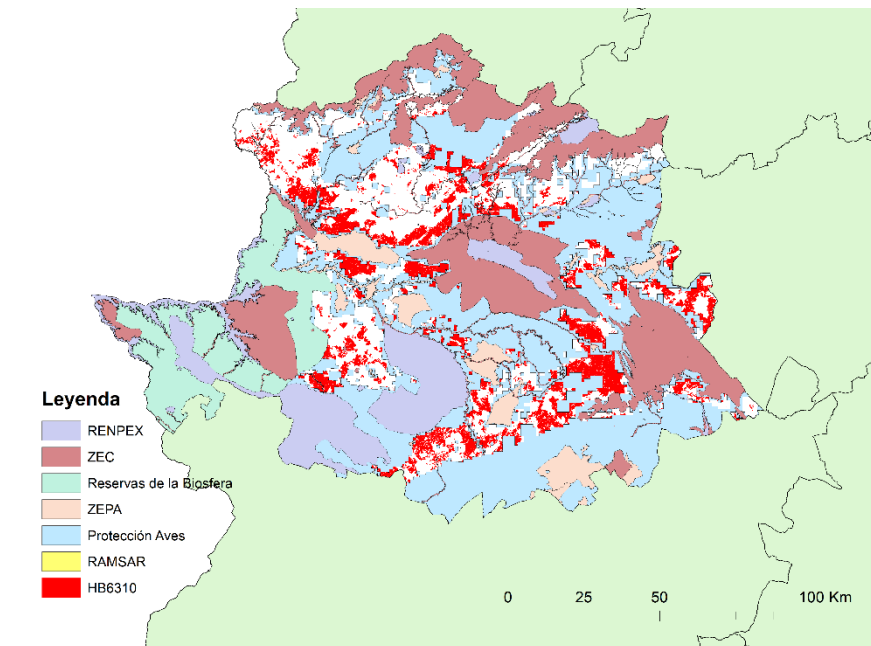 Leyenda
RENPEX
ZEC
Reservas de la Biosfera
ZEPA
Protección Aves
RAMSAR
HB6310
0 25 50 100 Km